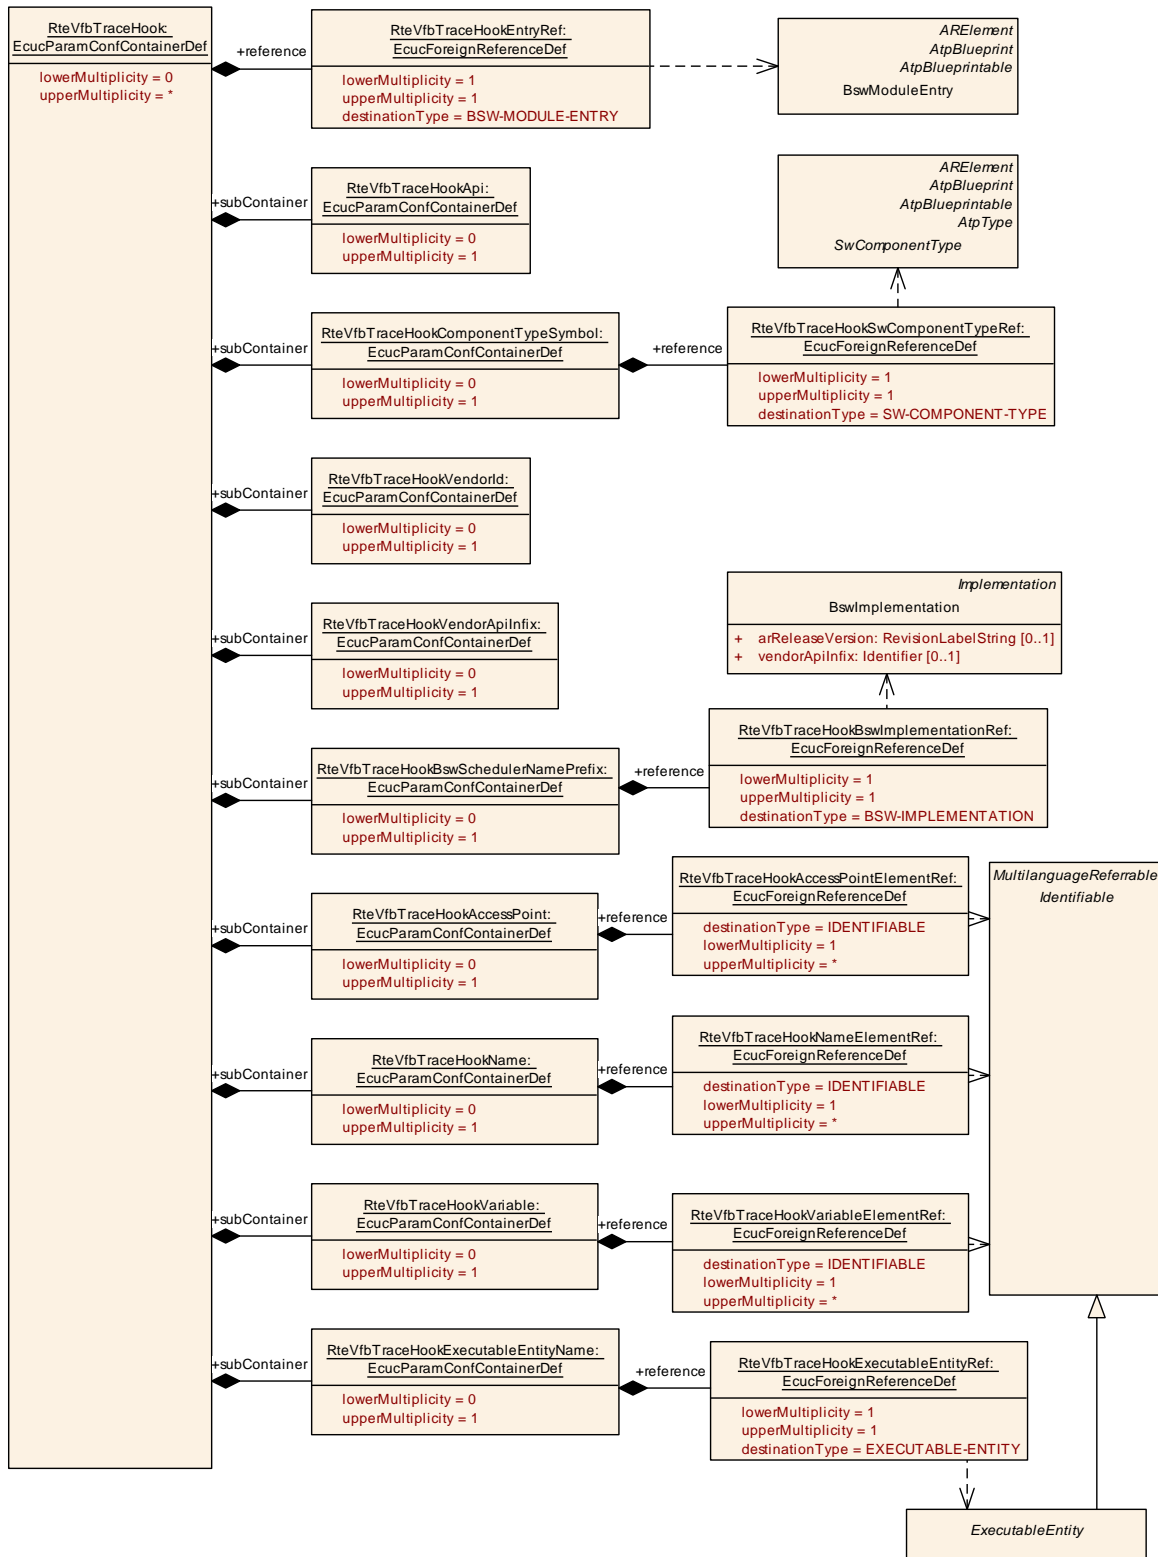 RteVfbTraceHook:
EcucParamConfContainerDef
lowerMultiplicity = 0
upperMultiplicity = *
+reference
RteVfbTraceHookEntryRef:
EcucForeignReferenceDef
lowerMultiplicity = 1
upperMultiplicity = 1
destinationType = BSW-MODULE-ENTRY
ARElement
AtpBlueprint
AtpBlueprintable
BswModuleEntry
+subContainer
RteVfbTraceHookApi:
EcucParamConfContainerDef
lowerMultiplicity = 0
upperMultiplicity = 1
ARElement
AtpBlueprint
AtpBlueprintable
AtpType
SwComponentType
+subContainer
RteVfbTraceHookComponentTypeSymbol:
EcucParamConfContainerDef
lowerMultiplicity = 0
upperMultiplicity = 1
+reference
RteVfbTraceHookSwComponentTypeRef:
EcucForeignReferenceDef
lowerMultiplicity = 1
upperMultiplicity = 1
destinationType = SW-COMPONENT-TYPE
+subContainer
RteVfbTraceHookVendorId:
EcucParamConfContainerDef
lowerMultiplicity = 0
upperMultiplicity = 1
+subContainer
RteVfbTraceHookVendorApiInfix:
EcucParamConfContainerDef
lowerMultiplicity = 0
upperMultiplicity = 1
Implementation
BswImplementation
+ arReleaseVersion: RevisionLabelString [0..1]
+ vendorApiInfix: Identifier [0..1]
+subContainer
RteVfbTraceHookBswSchedulerNamePrefix:
EcucParamConfContainerDef
lowerMultiplicity = 0
upperMultiplicity = 1
+reference
RteVfbTraceHookBswImplementationRef:
EcucForeignReferenceDef
lowerMultiplicity = 1
upperMultiplicity = 1
destinationType = BSW-IMPLEMENTATION
+subContainer
RteVfbTraceHookAccessPoint:
EcucParamConfContainerDef
lowerMultiplicity = 0
upperMultiplicity = 1
+reference
RteVfbTraceHookAccessPointElementRef:
EcucForeignReferenceDef
destinationType = IDENTIFIABLE
lowerMultiplicity = 1
upperMultiplicity = *
MultilanguageReferrable
Identifiable
+subContainer
RteVfbTraceHookName:
EcucParamConfContainerDef
lowerMultiplicity = 0
upperMultiplicity = 1
+reference
RteVfbTraceHookNameElementRef:
EcucForeignReferenceDef
destinationType = IDENTIFIABLE
lowerMultiplicity = 1
upperMultiplicity = *
+subContainer
RteVfbTraceHookVariable:
EcucParamConfContainerDef
lowerMultiplicity = 0
upperMultiplicity = 1
+reference
RteVfbTraceHookVariableElementRef:
EcucForeignReferenceDef
destinationType = IDENTIFIABLE
lowerMultiplicity = 1
upperMultiplicity = *
+subContainer
RteVfbTraceHookExecutableEntityName:
EcucParamConfContainerDef
lowerMultiplicity = 0
upperMultiplicity = 1
+reference
RteVfbTraceHookExecutableEntityRef:
EcucForeignReferenceDef
lowerMultiplicity = 1
upperMultiplicity = 1
destinationType = EXECUTABLE-ENTITY
ExecutableEntity